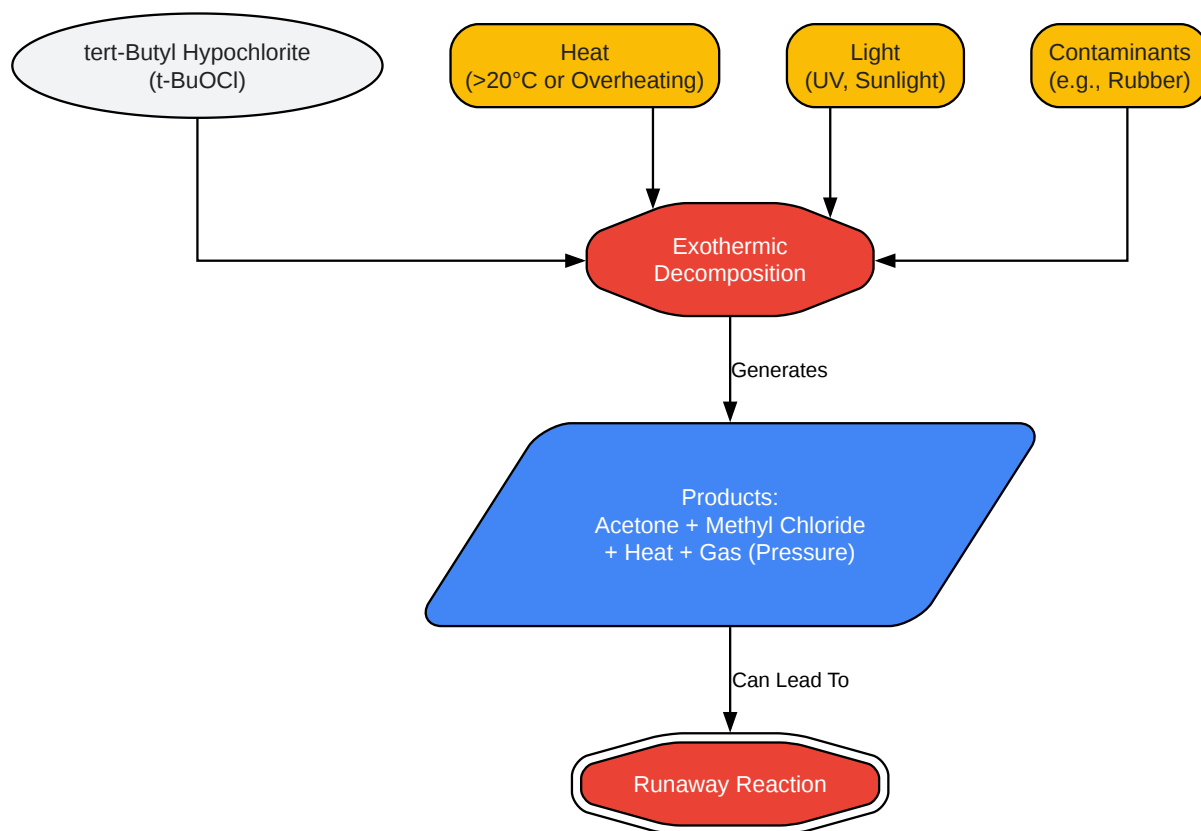 tert-Butyl Hypochlorite
(t-BuOCl)
Heat
(>20°C or Overheating)
Light
(UV, Sunlight)
Contaminants
(e.g., Rubber)
Exothermic
Decomposition
Generates
Products:
Acetone + Methyl Chloride
+ Heat + Gas (Pressure)
Can Lead To
Runaway Reaction